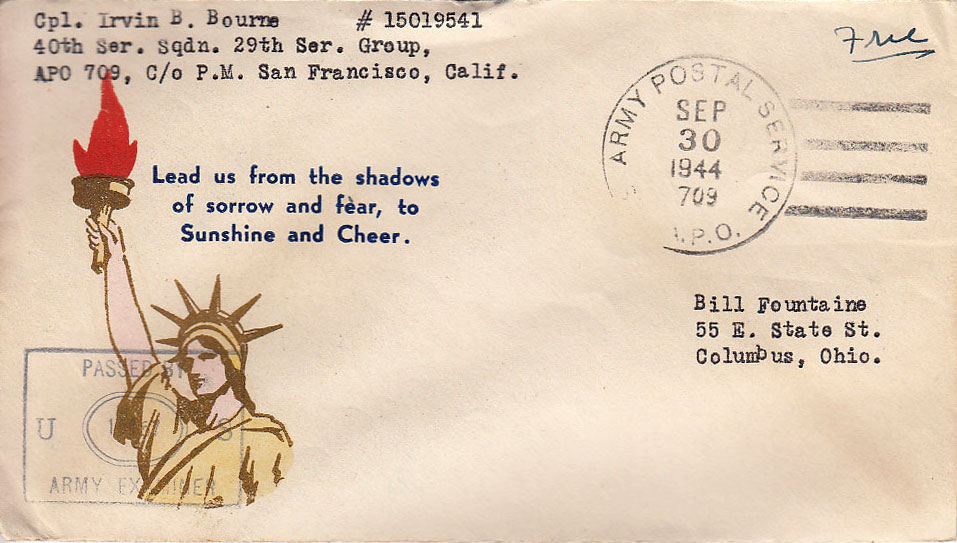 Cpl. Irvin B. Bourne # 15019541
40th Ser. Sqdn. 29th Ser. Group,
APO 709, C/o P.M. San Francisco, Calif.
Free
ARMY POSTAL SERVICE
SEP
30
1944
709
A.P.O.
Lead us from the shadows
of sorrow and fear, to
Sunshine and Cheer.
Bill Fountaine
55 E. State St.
Columbus, Ohio.
PASSED BY
U S
ARMY EXAMINER